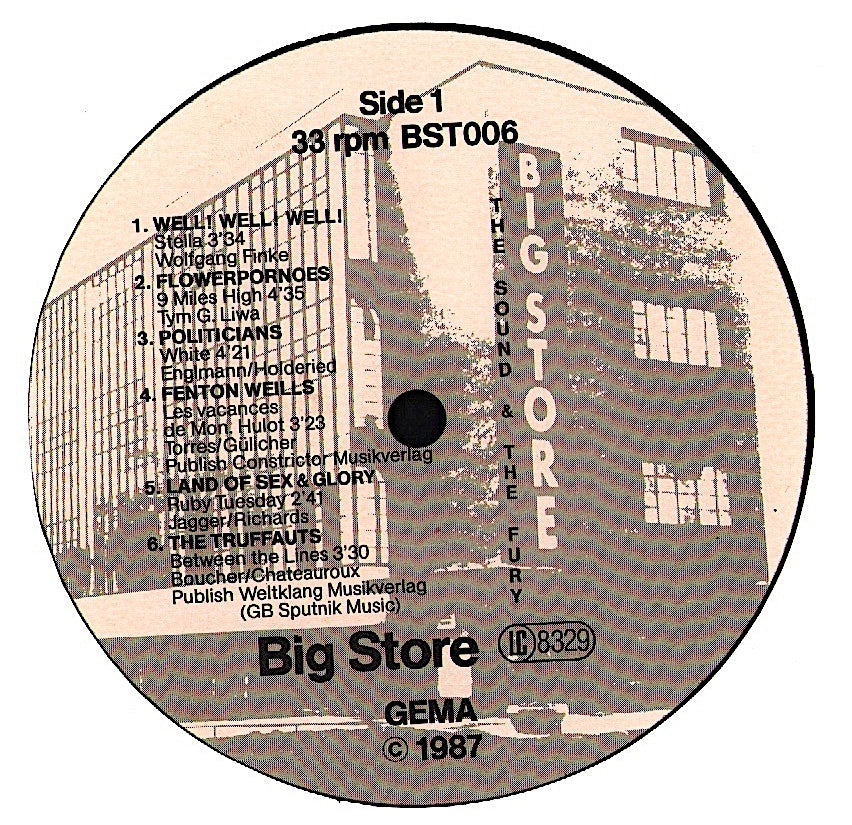 Side 1
33 rpm BST006
1. WELL! WELL! WELL!
Stella 3'34
Wolfgang Finke
2. FLOWERPORNOES
9 Miles High 4'35
Tym G. Liwa
3. POLITICIANS
White 4'21
Englmann/Holderied
4. FENTON WEILLS
Les vacances
de Mon. Hulot 3'23
Torres/Gülicher
Publish Constrictor Musikverlag
5. LAND OF SEX & GLORY
Ruby Tuesday 2'41
Jagger/Richards
6. THE TRUFFAUTS
Between the Lines 3'30
Boucher/Chateauroux
Publish Weltklang Musikverlag
(GB Sputnik Music)
THE SOUND & THE FURY
BIG STORE
Big Store
LC 8329
GEMA
© 1987